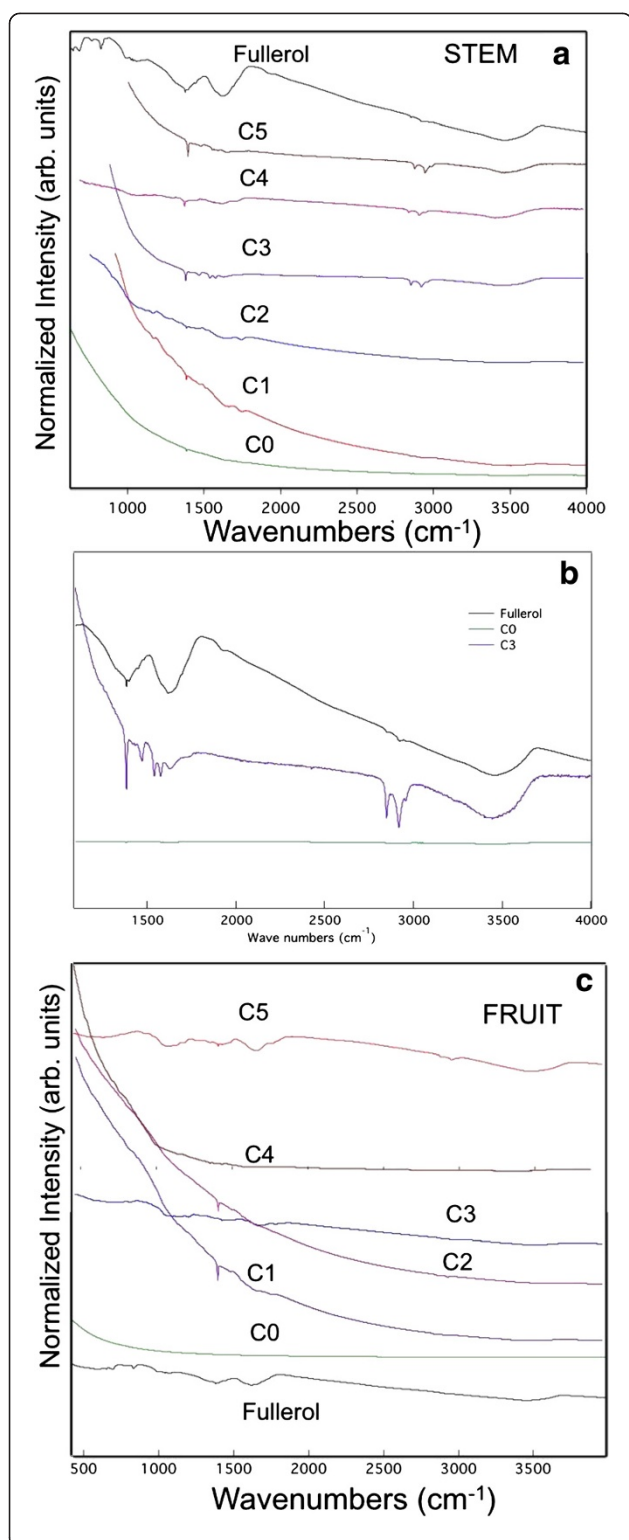 Fullerol STEM a
C5
C4
C3
C2
C1
C0
Normalized Intensity (arb. units)
1000 1500 2000 2500 3000 3500 4000
Wavenumbers (cm-1)
b
Fullerol
C0
C3
1500 2000 2500 3000 3500 4000
Wave numbers (cm-1)
c
C5 FRUIT
C4
C3
C2
C1
C0
Fullerol
Normalized Intensity (arb. units)
500 1000 1500 2000 2500 3000 3500
Wavenumbers (cm-1)